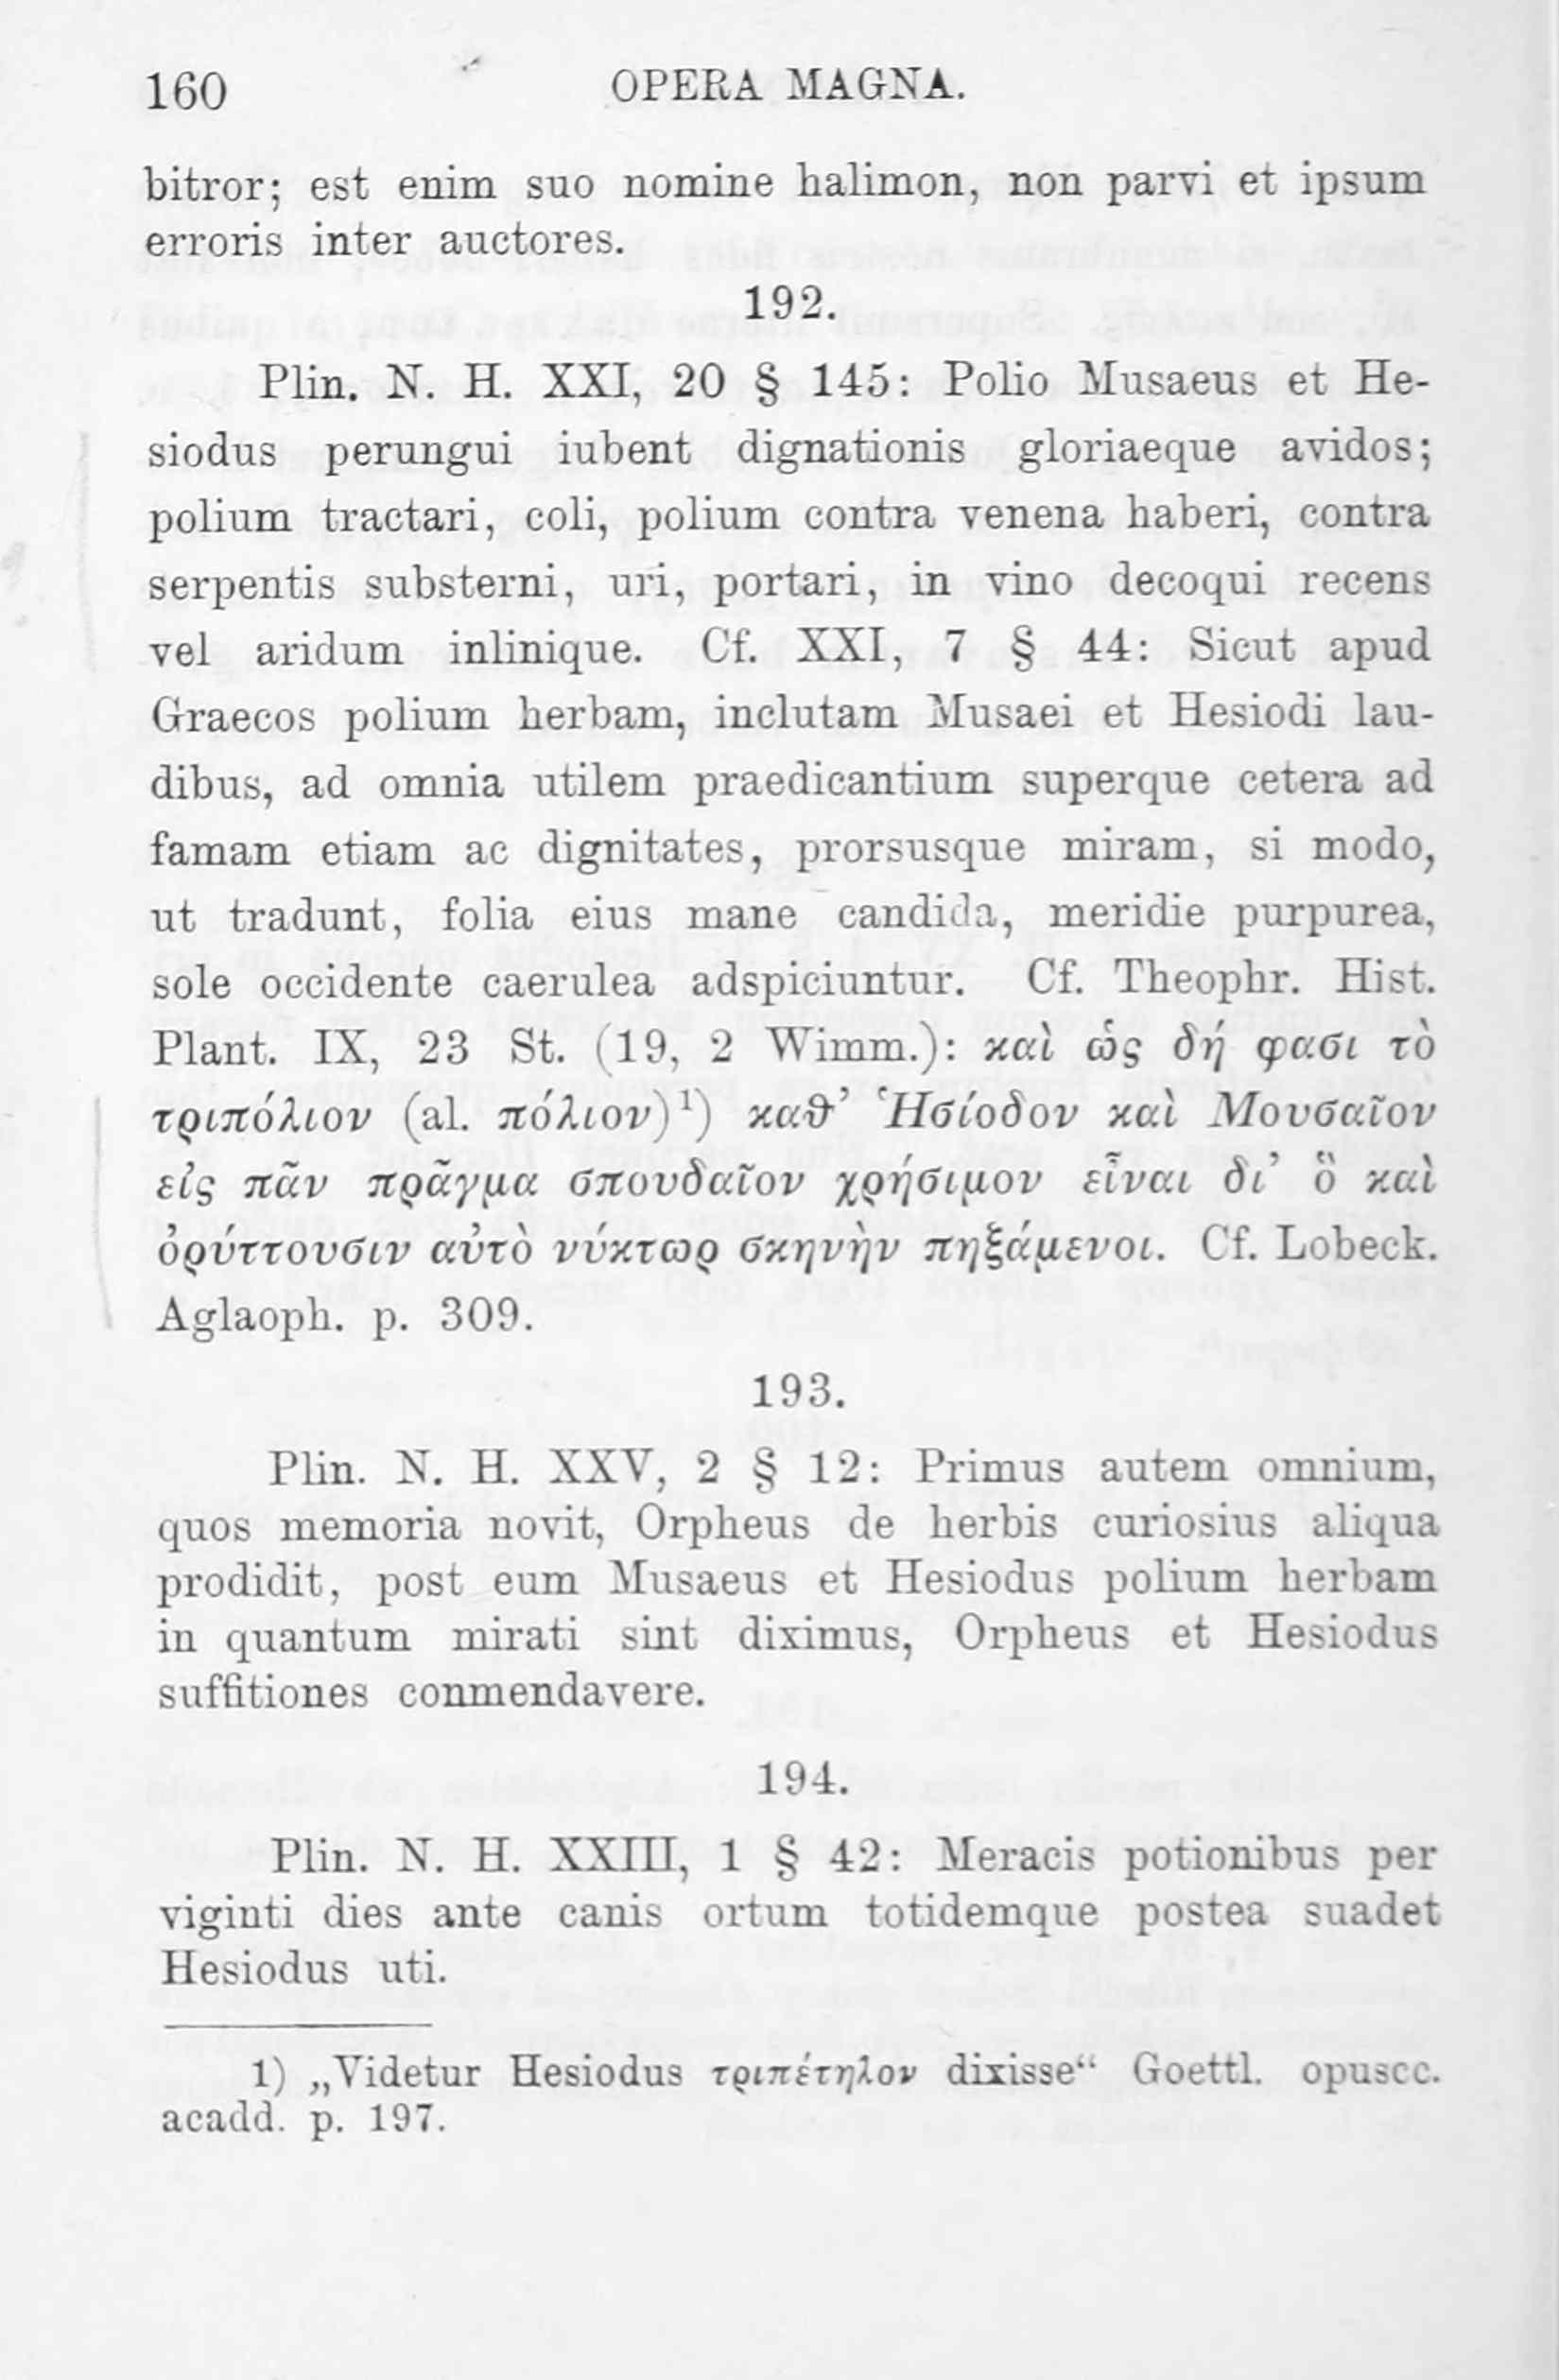 160 OPERA MAGNA.
bitror; est enim suo nomine halimon, non parvi et ipsum
erroris inter auctores.
192.
Plin. N. H. XXI, 20 § 145: Polio Musaeus et He-
siodus perungui iubent dignationis gloriaeque avidos;
polium tractari, coli, polium contra venena haberi, contra
serpentis substerni, uri, portari, in vino decoqui recens
vel aridum inlinique. Cf. XXI, 7 § 44: Sicut apud
Graecos polium herbam, inclutam Musaei et Hesiodi lau-
dibus, ad omnia utilem praedicantium superque cetera ad
famam etiam ac dignitates, prorsusque miram, si modo,
ut tradunt, folia eius mane candida, meridie purpurea,
sole occidente caerulea adspiciuntur. Cf. Theophr. Hist.
Plant. IX, 23 St. (19, 2 Wimm.): καὶ ὡς δή φασι τὸ
τριπόλιον (al. πόλιον)¹) καθ’ Ἡσίοδον καὶ Μουσαῖον
εἰς πᾶν πρᾶγμα σπουδαῖον χρήσιμον εἶναι δι’ ὃ καὶ
ὀρύττουσιν αὐτὸ νύκτωρ σκηνὴν πηξάμενοι. Cf. Lobeck.
Aglaoph. p. 309.
193.
Plin. N. H. XXV, 2 § 12: Primus autem omnium,
quos memoria novit, Orpheus de herbis curiosius aliqua
prodidit, post eum Musaeus et Hesiodus polium herbam
in quantum mirati sint diximus, Orpheus et Hesiodus
suffitiones conmendavere.
194.
Plin. N. H. XXIII, 1 § 42: Meracis potionibus per
viginti dies ante canis ortum totidemque postea suadet
Hesiodus uti.
1) „Videtur Hesiodus τριπέτηλον dixisse“ Goettl. opuscc.
acadd. p. 197.